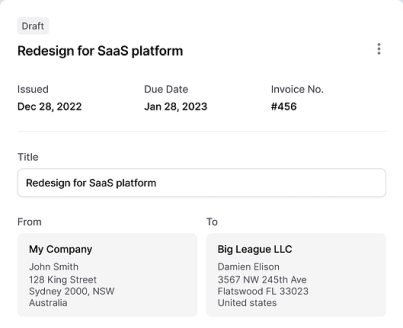 Draft
Redesign for SaaS platform
Issued Due Date Invoice No.
Dec 28, 2022 Jan 28, 2023 #456
Title
Redesign for SaaS platform
From To
My Company Big League LLC
John Smith Damien Elison
128 King Street 3567 NW 245th Ave
Sydney 2000, NSW Flatswood FL 33023
Australia United states